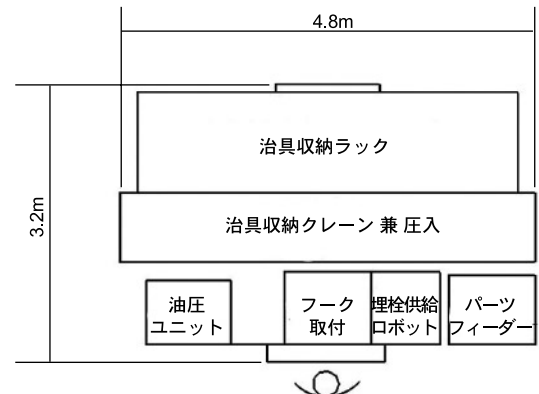 4.8m
治具収納ラック
3.2m
治具収納クレーン 兼 圧入
油圧
ユニット
フーク
取付
埋栓供給
ロボット
パーツ
フィーダー